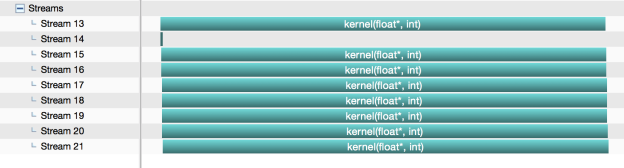 Streams
Stream 13 kernel(float*, int)
Stream 14
Stream 15 kernel(float*, int)
Stream 16 kernel(float*, int)
Stream 17 kernel(float*, int)
Stream 18 kernel(float*, int)
Stream 19 kernel(float*, int)
Stream 20 kernel(float*, int)
Stream 21 kernel(float*, int)